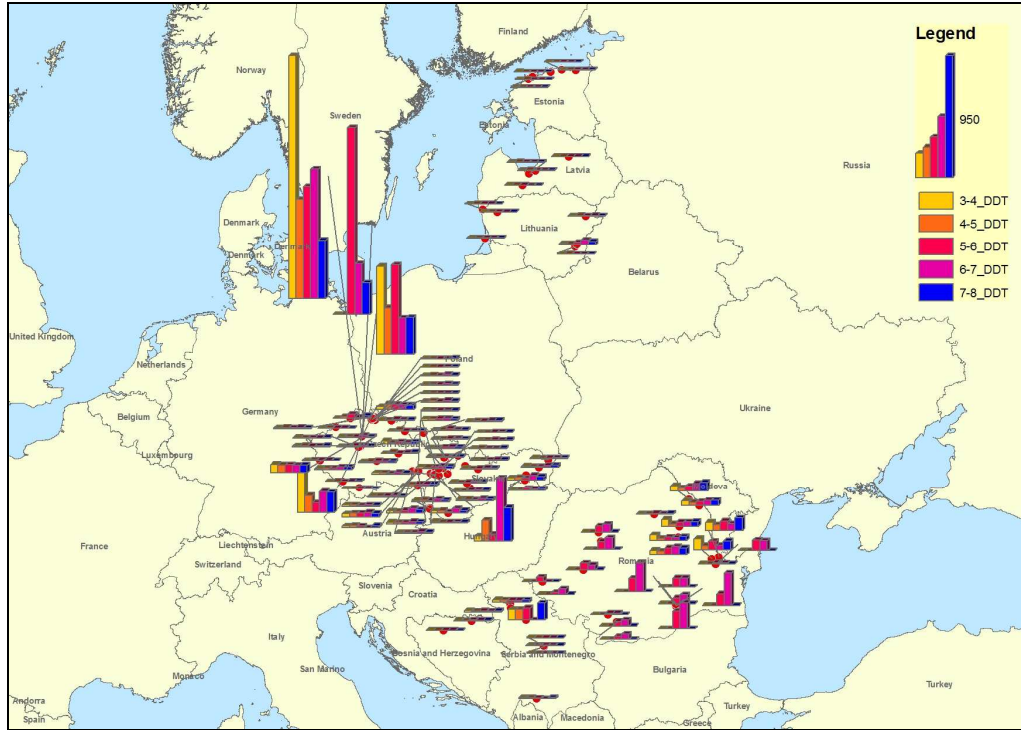 Finland
Legend
Norway
Estonia
Sweden
950
Estonia
Russia
Latvia
3-4_DDT
Denmark
4-5_DDT
Lithuania
Denmark
5-6_DDT
Belarus
6-7_DDT
7-8_DDT
United Kingdom
Poland
Netherlands
Germany
Ukraine
Belgium
Luxembourg
Austria
France
Liechtenstein
Switzerland
Romania
Slovenia
Croatia
Italy
Bosnia and Herzegovina
Serbia and Montenegro
San Marino
Bulgaria
Monaco
Turkey
Andorra
Spain
Turkey
Albania
Macedonia
Greece